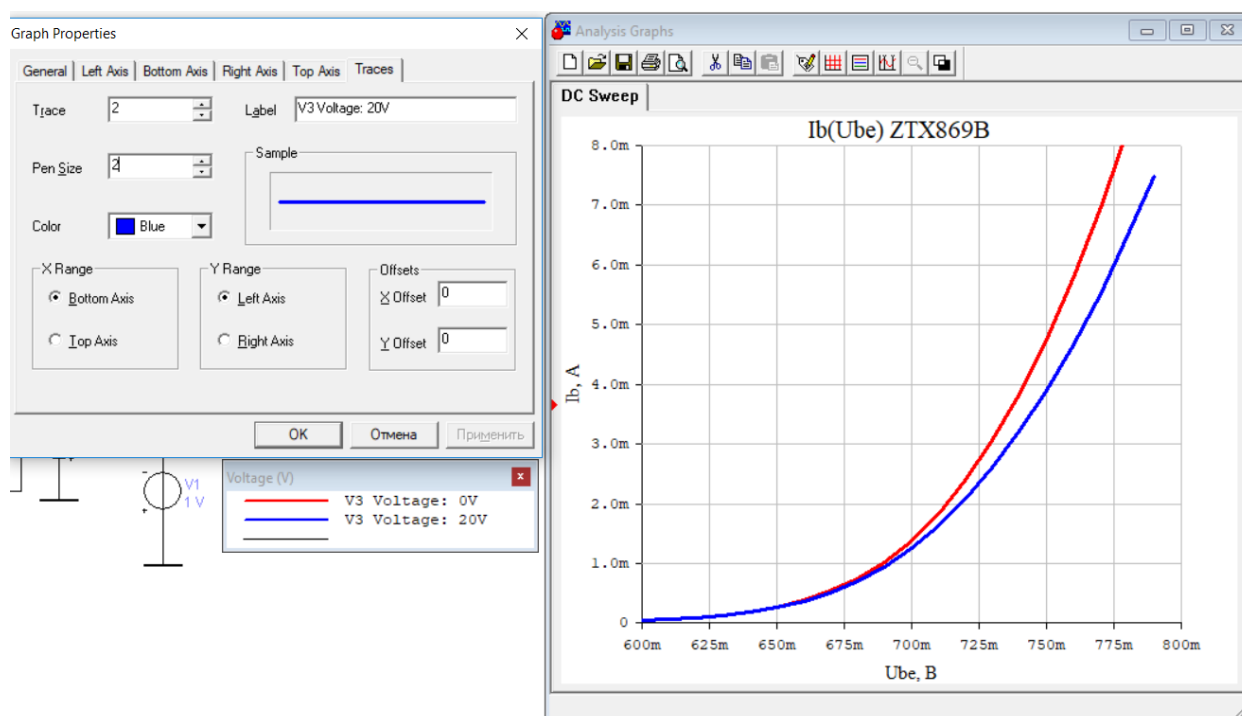 Graph Properties
General Left Axis Bottom Axis Right Axis Top Axis Traces
Trace 2 Label V3 Voltage: 20V
Pen Size 2 Sample
Color Blue
X Range Y Range Offsets
Bottom Axis Left Axis X Offset 0
Top Axis Right Axis Y Offset 0
OK Отмена Применить
V1
1 V
Voltage (V)
V3 Voltage: 0V
V3 Voltage: 20V
Analysis Graphs
DC Sweep
Ib(Ube) ZTX869B
8.0m
7.0m
6.0m
5.0m
4.0m
3.0m
2.0m
1.0m
0
Ib, A
600m 625m 650m 675m 700m 725m 750m 775m 800m
Ube, B